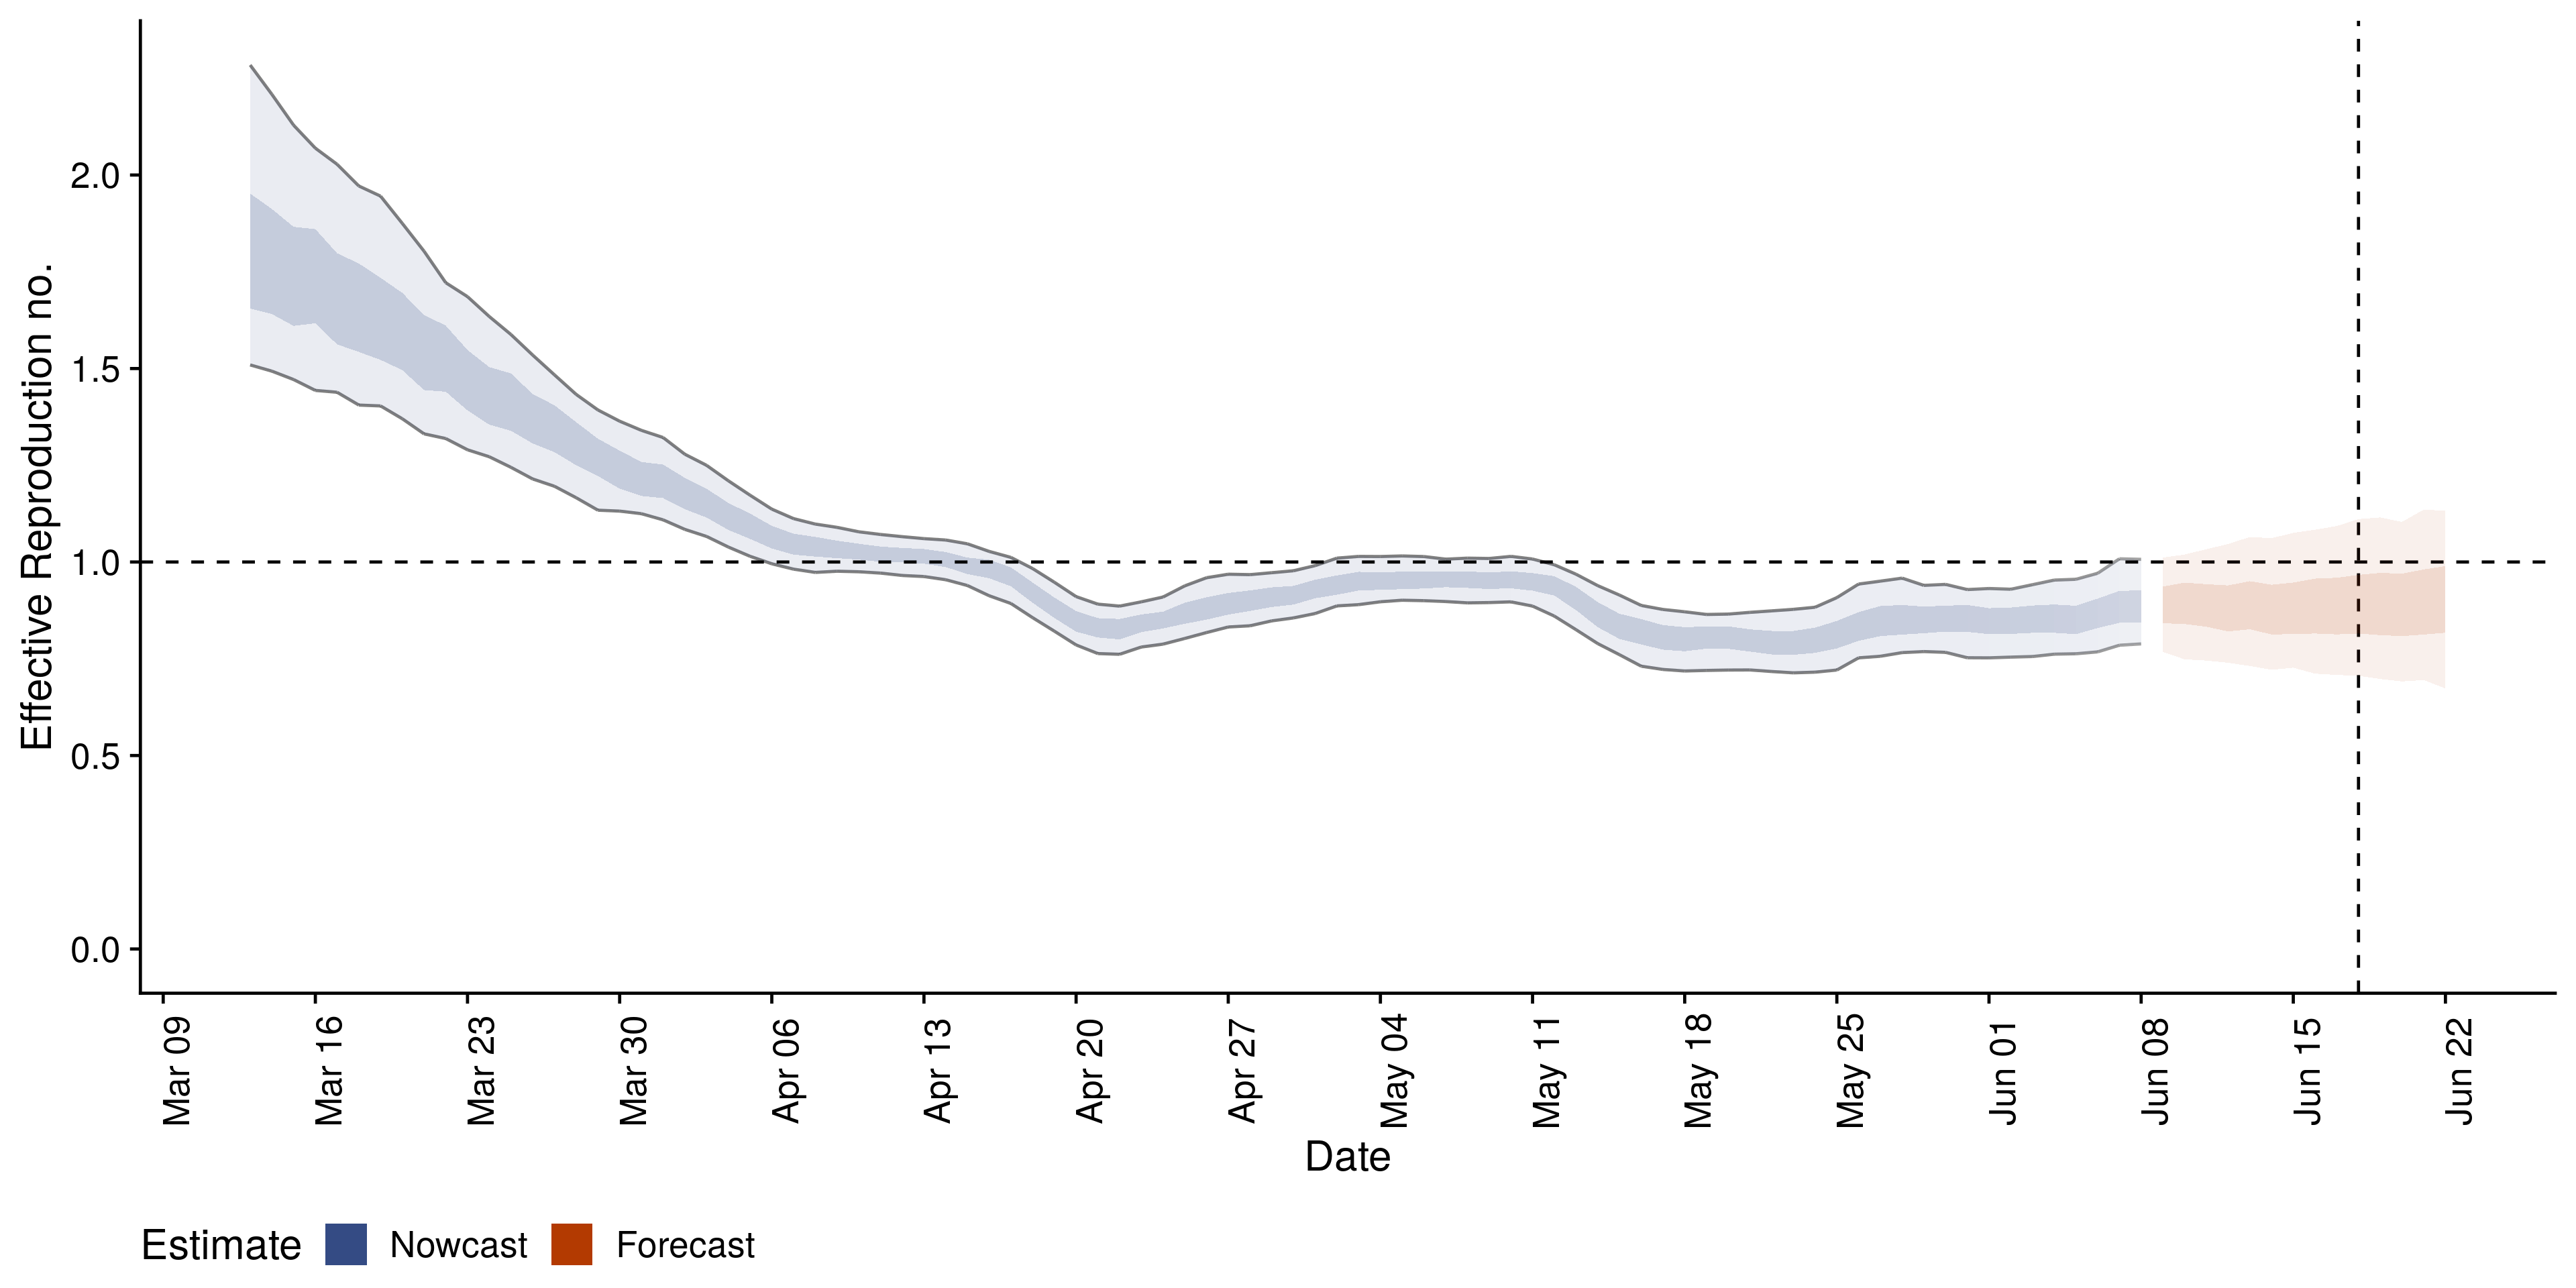 Effective Reproduction no.
2.0
1.5
1.0
0.5
0.0
Mar 09
Mar 16
Mar 23
Mar 30
Apr 06
Apr 13
Apr 20
Apr 27
May 04
May 11
May 18
May 25
Jun 01
Jun 08
Jun 15
Jun 22
Date
Estimate Nowcast Forecast